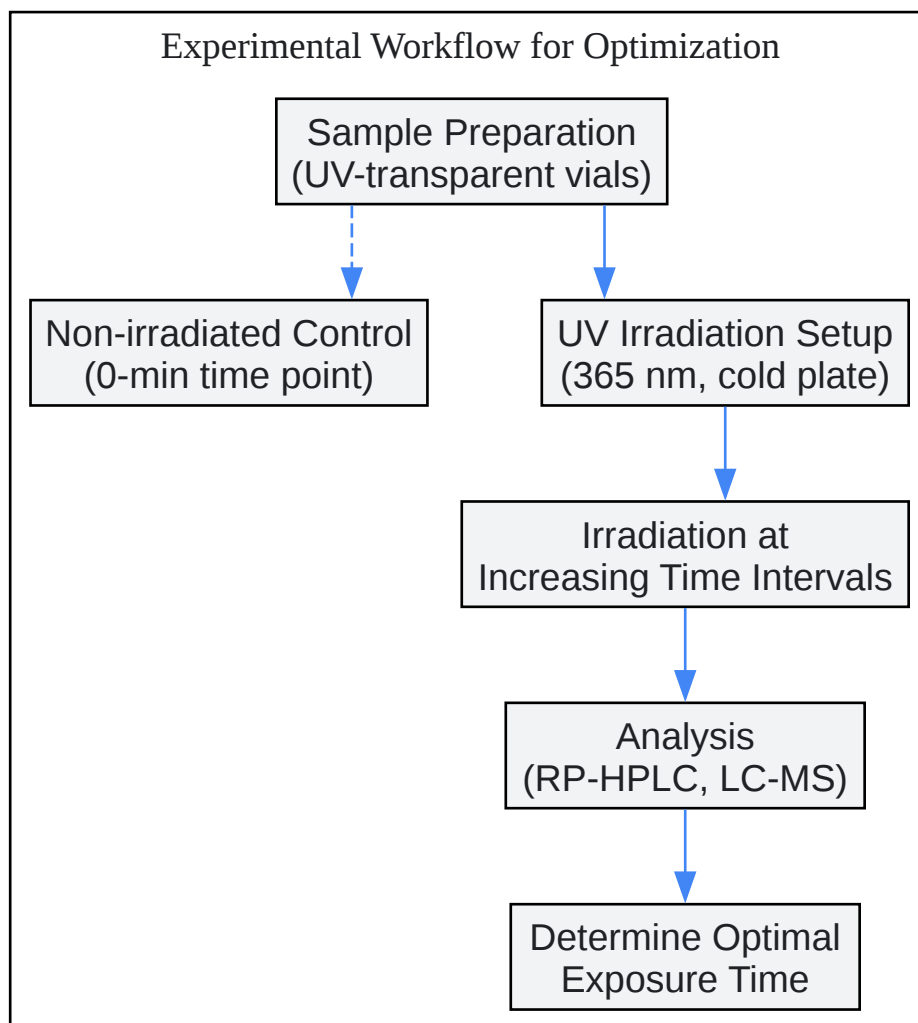 Experimental Workflow for Optimization
Sample Preparation
(UV-transparent vials)
Non-irradiated Control
(0-min time point)
UV Irradiation Setup
(365 nm, cold plate)
Irradiation at
Increasing Time Intervals
Analysis
(RP-HPLC, LC-MS)
Determine Optimal
Exposure Time